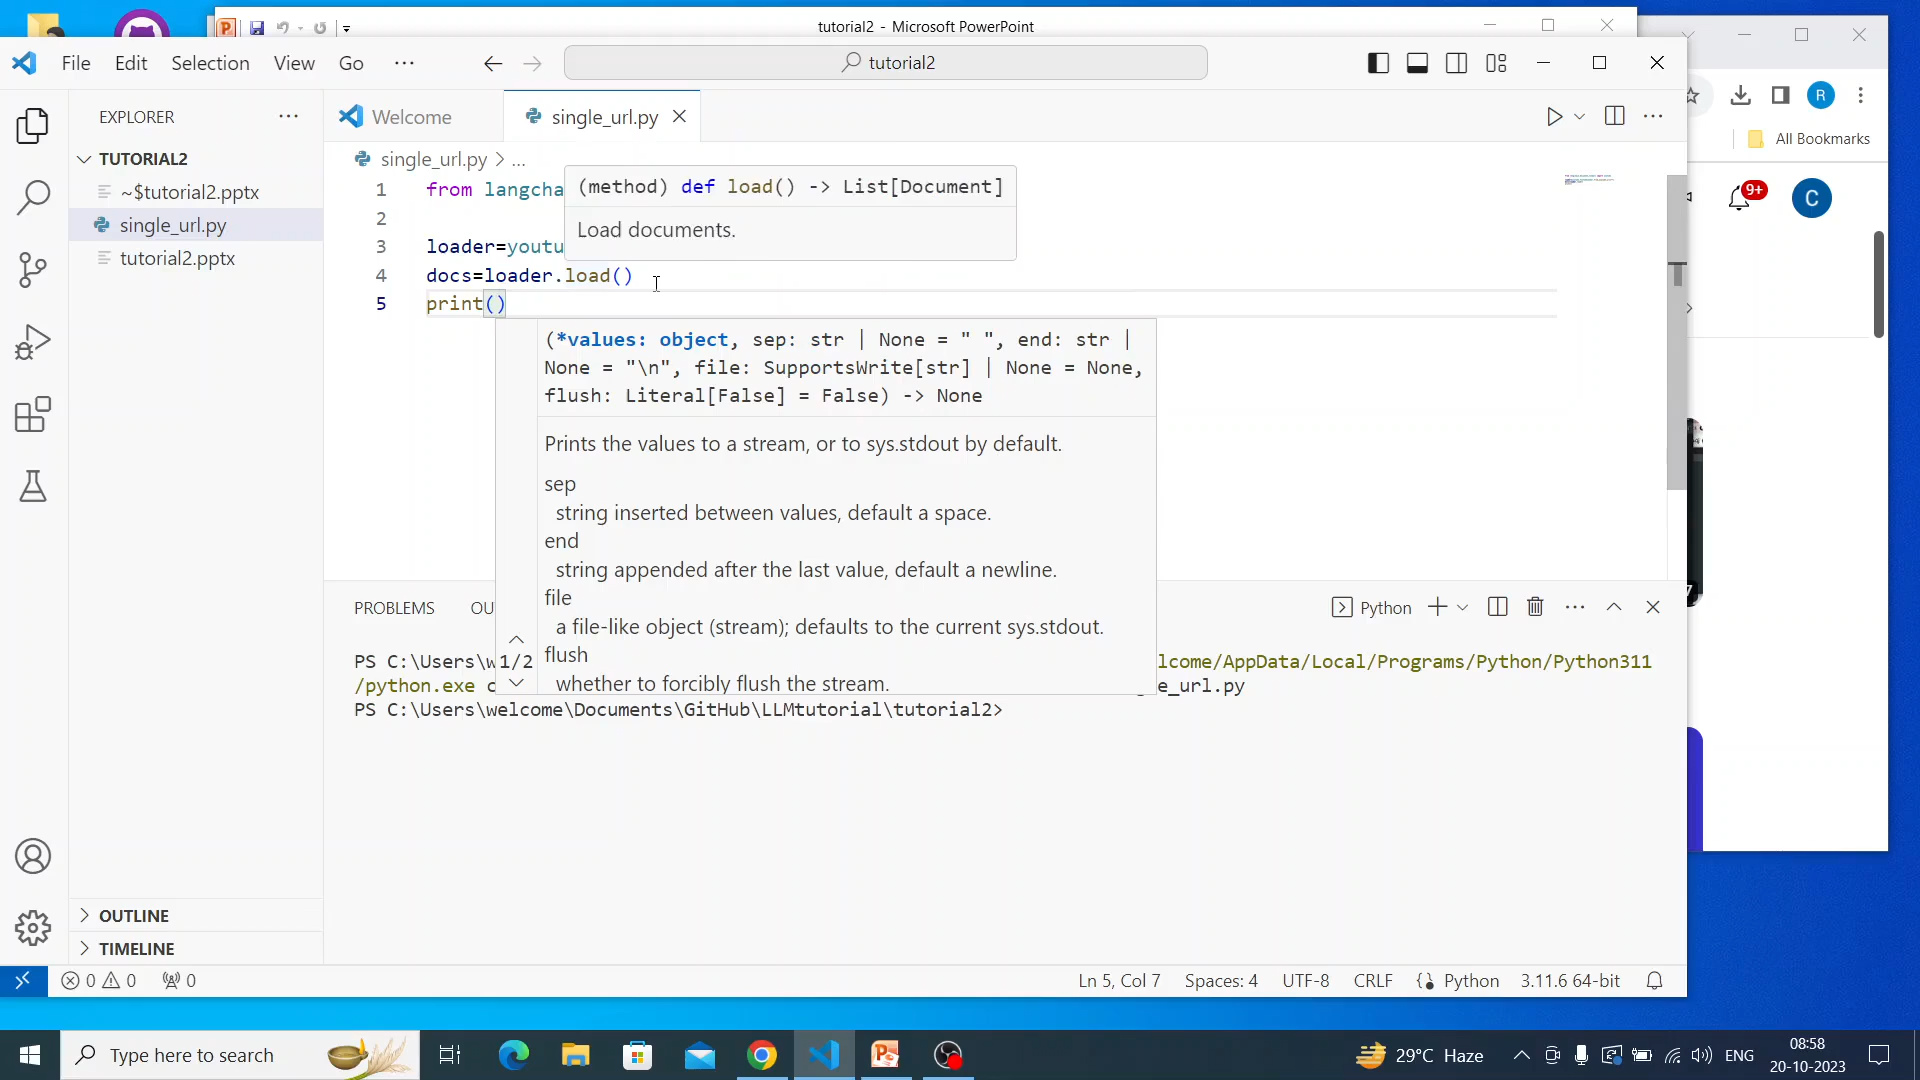 tutorial2 - Microsoft PowerPoint
File Edit Selection View Go ...
tutorial2
R
All Bookmarks
EXPLORER
Welcome
single_url.py
TUTORIAL2
~$tutorial2.pptx
single_url.py
tutorial2.pptx
single_url.py > ...
9+
C
1 from langcha
2
3 loader=youtu
4 docs=loader.load()
5 print()
(method) def load() -> List[Document]
Load documents.
(*values: object, sep: str | None = " ", end: str |
None = "\n", file: SupportsWrite[str] | None = None,
flush: Literal[False] = False) -> None
Prints the values to a stream, or to sys.stdout by default.
sep
string inserted between values, default a space.
end
string appended after the last value, default a newline.
file
a file-like object (stream); defaults to the current sys.stdout.
flush
whether to forcibly flush the stream.
1/2
PROBLEMS OU
Python
PS C:\Users\w
lcome/AppData/Local/Programs/Python/Python311
/python.exe c
e_url.py
PS C:\Users\welcome\Documents\GitHub\LLMtutorial\tutorial2>
OUTLINE
TIMELINE
0 0 0
Ln 5, Col 7 Spaces: 4 UTF-8 CRLF Python 3.11.6 64-bit
Type here to search
29°C Haze
ENG
08:58
20-10-2023